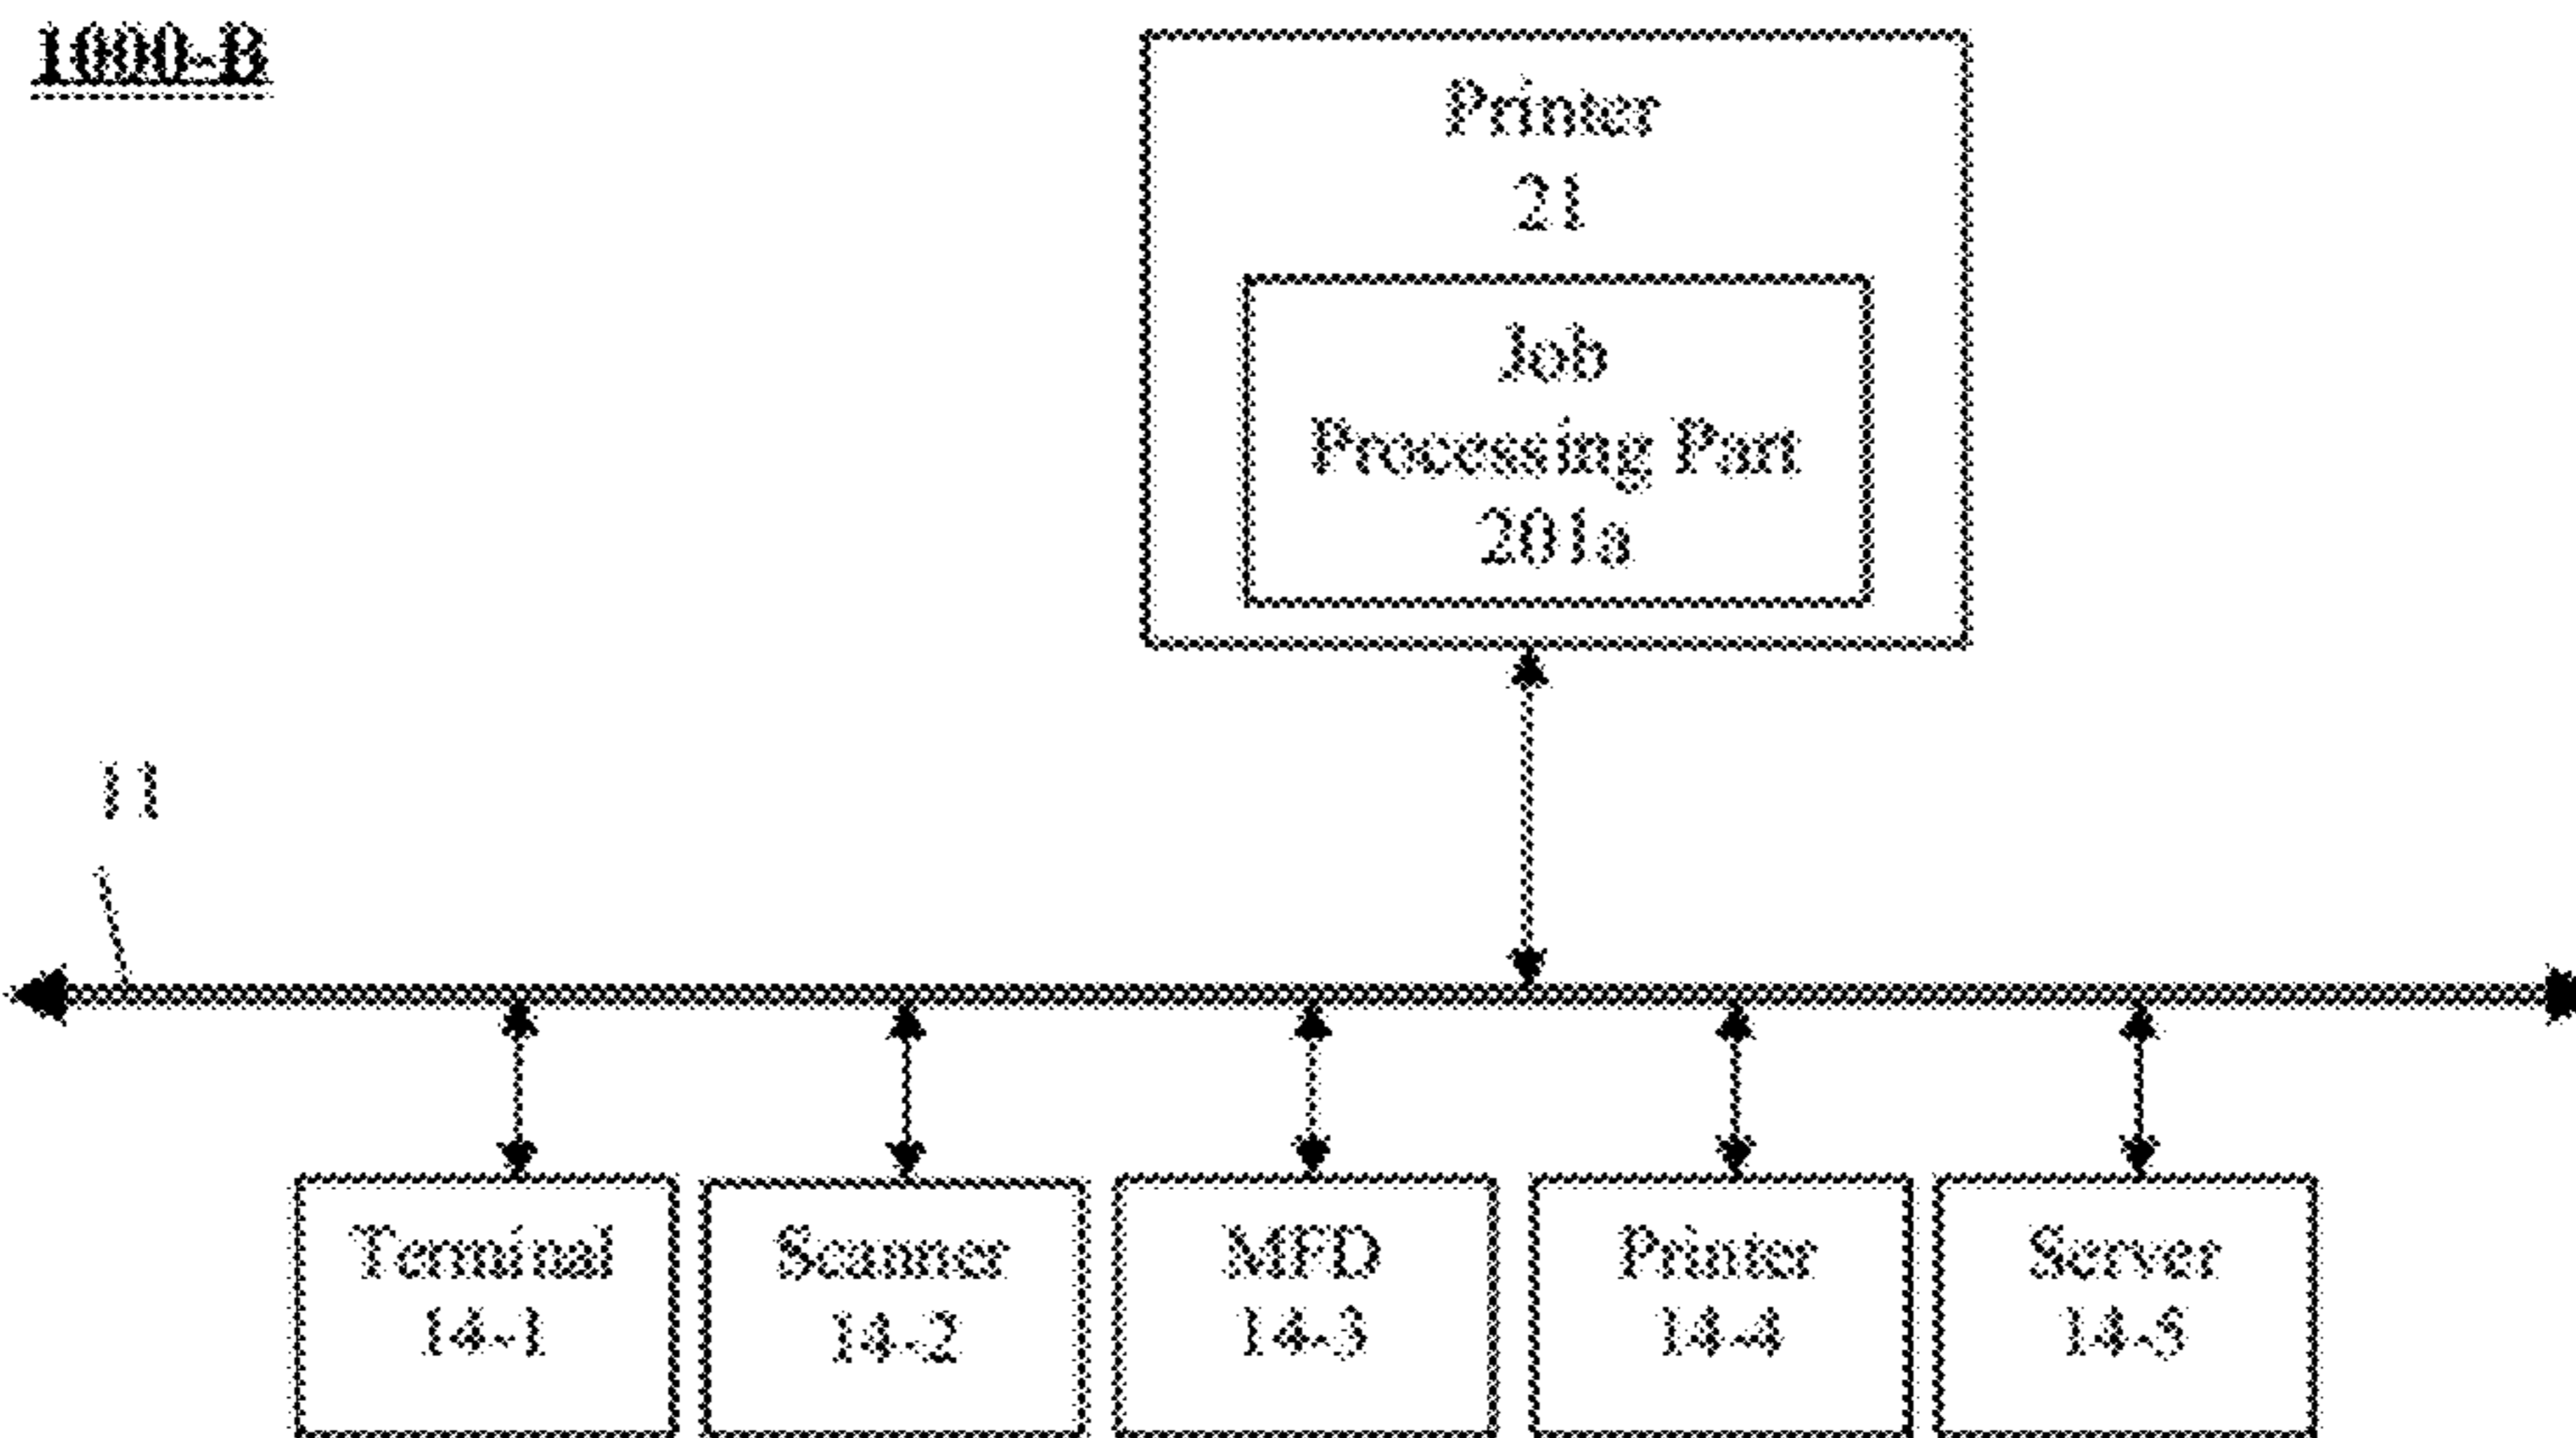 1000-B
Printer
21
Job
Processing Part
201a
11
Terminal
14-1
Scanner
14-2
MFD
14-3
Printer
14-4
Server
14-5